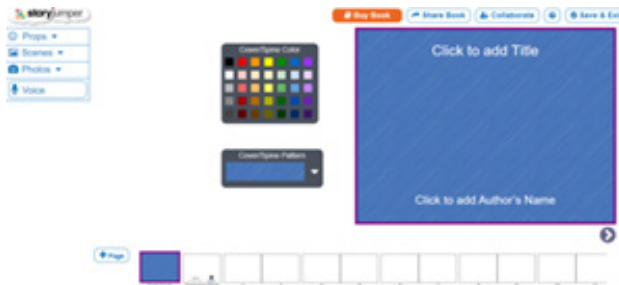 storyjumper
Buy Book
Share Book
Collaborate
Save & Exit
Props
Scenes
Photos
Voice
Cover/Spine Color
Cover/Spine Pattern
Click to add Title
Click to add Author's Name
+ Page